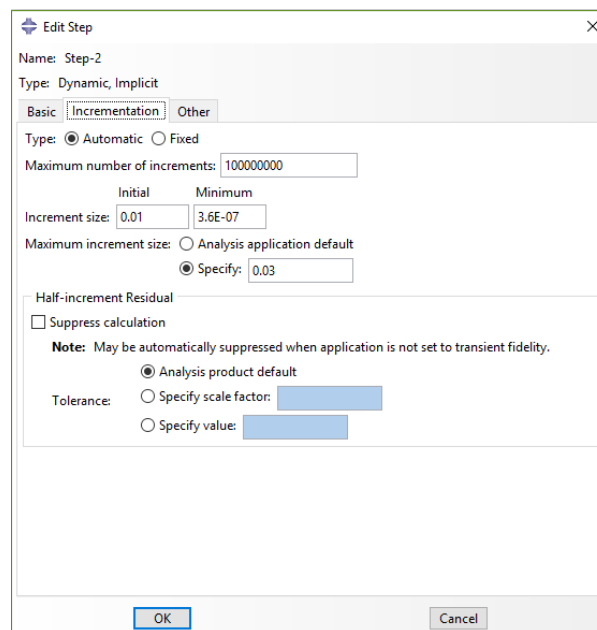 Edit Step
Name: Step-2
Type: Dynamic, Implicit
Basic Incrementation Other
Type: Automatic Fixed
Maximum number of increments: 100000000
Initial Minimum
Increment size: 0.01 3.6E-07
Maximum increment size: Analysis application default
Specify: 0.03
Half-increment Residual
Suppress calculation
Note: May be automatically suppressed when application is not set to transient fidelity.
Analysis product default
Tolerance: Specify scale factor:
Specify value:
OK Cancel